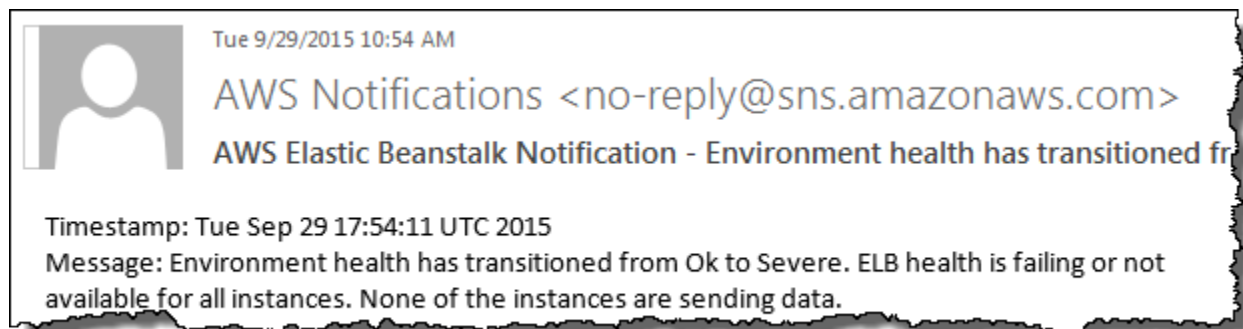 Tue 9/29/2015 10:54 AM
AWS Notifications <no-reply@sns.amazonaws.com>
AWS Elastic Beanstalk Notification - Environment health has transitioned fr
Timestamp: Tue Sep 29 17:54:11 UTC 2015
Message: Environment health has transitioned from Ok to Severe. ELB health is failing or not
available for all instances. None of the instances are sending data.